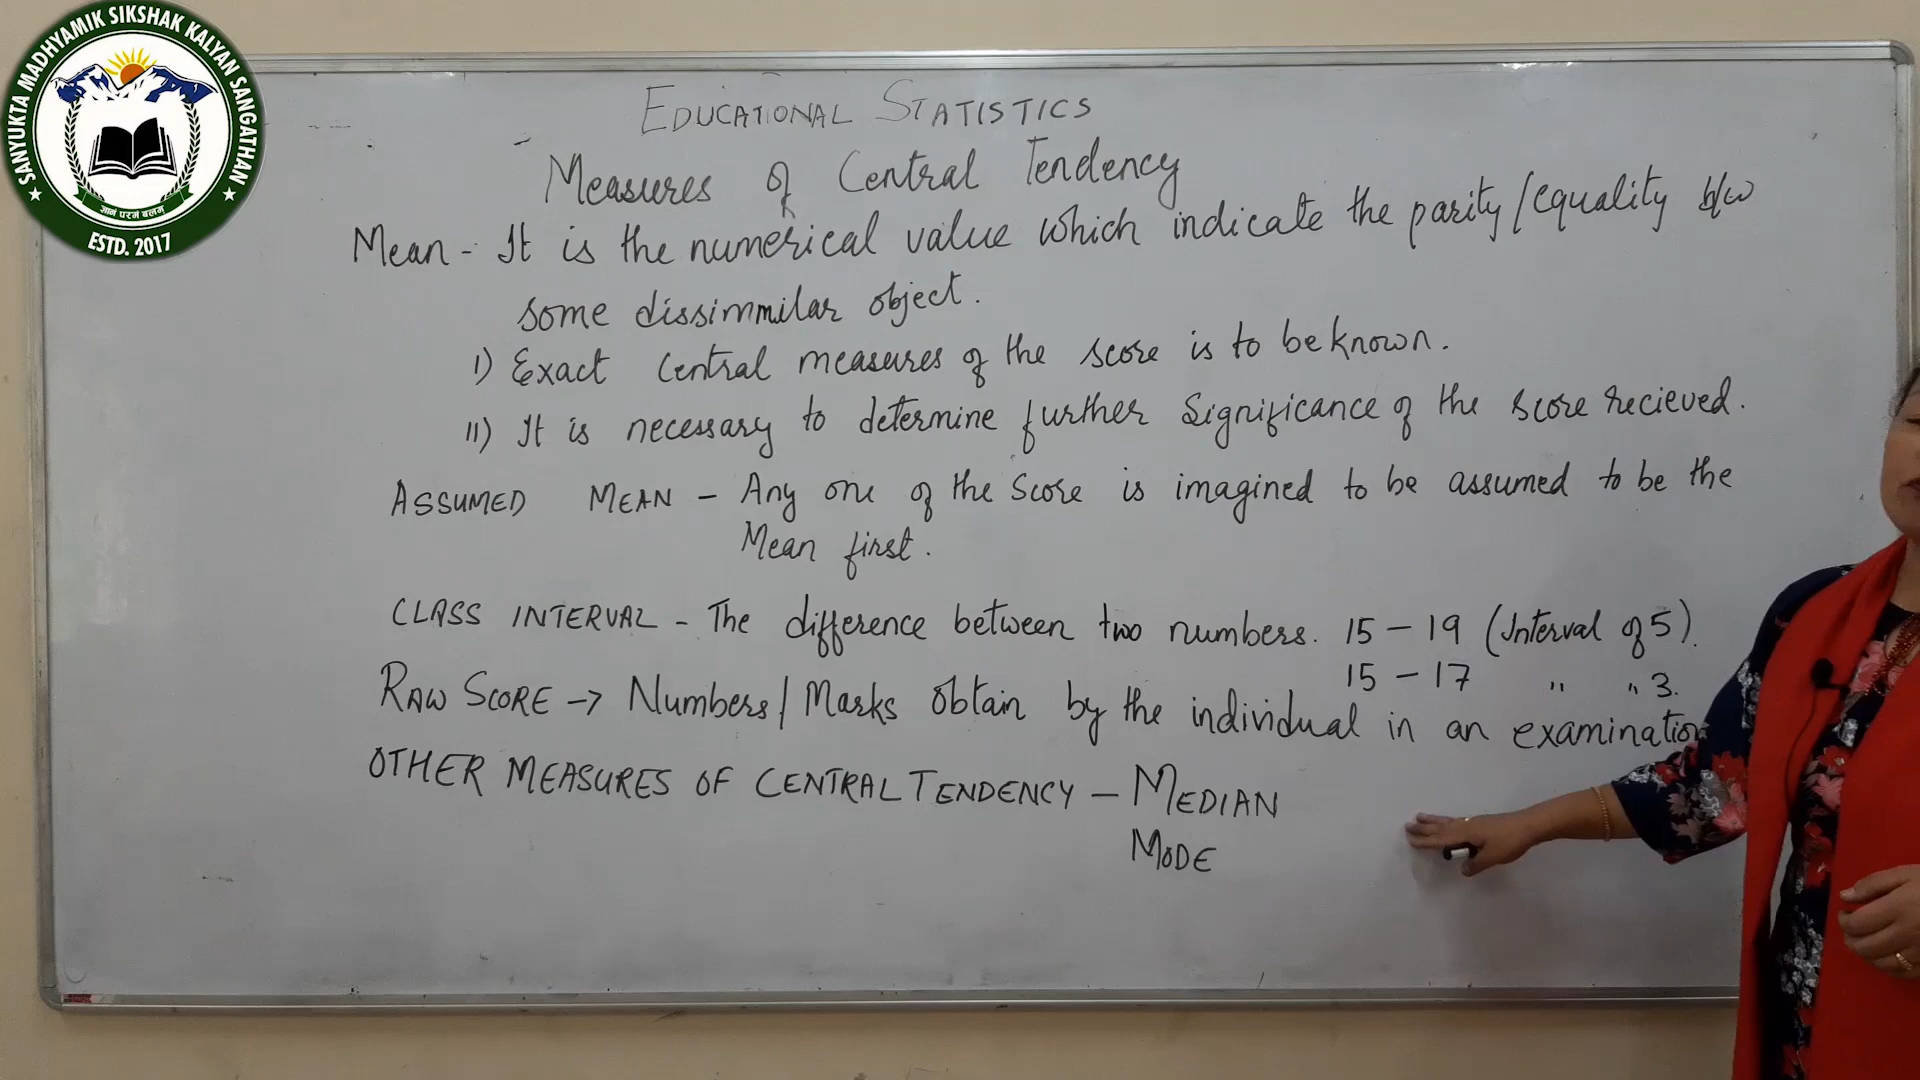 SANYUKTA MADHYAMIK SIKSHAK KALYAN SANGATHAN
ज्ञानं परमं बलम्
ESTD. 2017
EDUCATIONAL STATISTICS
Measures of Central Tendency
Mean - It is the numerical value which indicate the parity/equality b/w
some dissimmilar object.
I) Exact Central measures of the score is to be known.
II) It is necessary to determine further Significance of the score recieved.
ASSUMED MEAN - Any one of the Score is imagined to be assumed to be the
Mean first.
CLASS INTERVAL - The difference between two numbers. 15 - 19 (Interval of 5).
15 - 17 " " 3.
RAW SCORE → Numbers/Marks obtain by the individual in an examination
OTHER MEASURES OF CENTRAL TENDENCY - MEDIAN
MODE